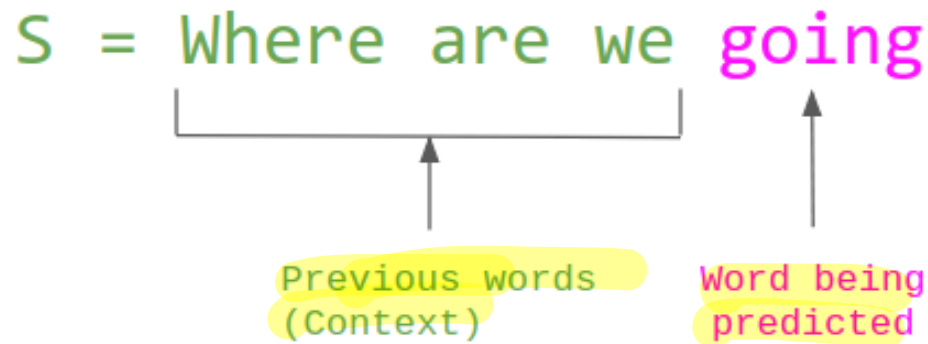 S = Where are we going
Previous words
(Context)
Word being
predicted